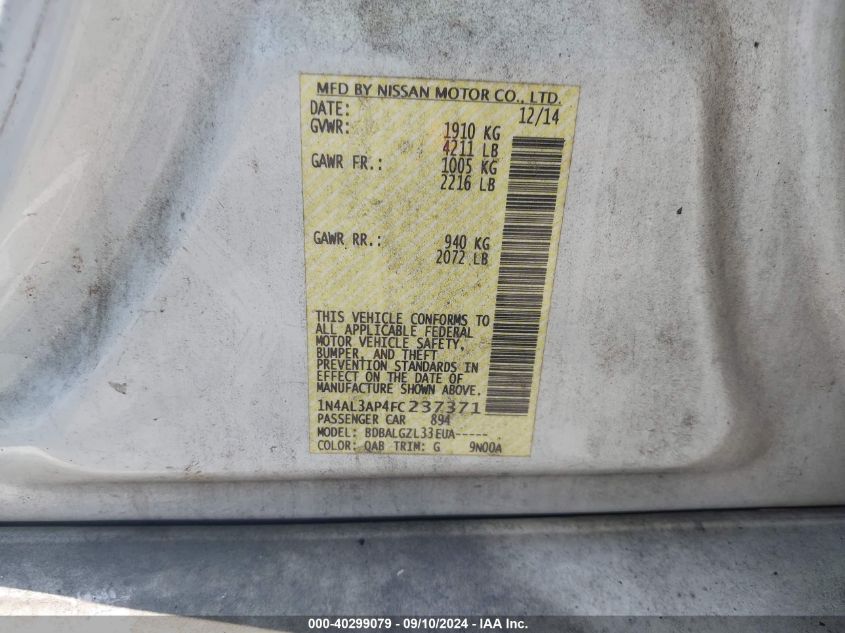 MFD BY NISSAN MOTOR CO., LTD.
DATE: 12/14
GVWR: 1910 KG
4211 LB
GAWR FR.: 1005 KG
2216 LB
GAWR RR.: 940 KG
2072 LB
THIS VEHICLE CONFORMS TO
ALL APPLICABLE FEDERAL
MOTOR VEHICLE SAFETY,
BUMPER, AND THEFT
PREVENTION STANDARDS IN
EFFECT ON THE DATE OF
MANUFACTURE SHOWN ABOVE.
1N4AL3AP4FC237371
PASSENGER CAR 894
MODEL: BDBALGZL33EUA-----
COLOR: QAB TRIM: G 9N00A
000-40299079 - 09/10/2024 - IAA Inc.